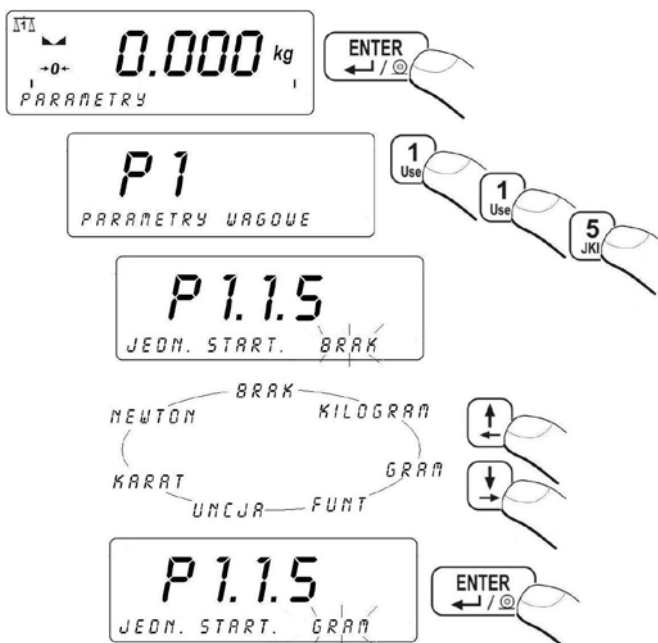 0.000 kg
→0←
PARAMETRY
ENTER
P1
PARAMETRY WAGOWE
1
Use
1
Use
5
JKl
P1.1.5
JEDN. START. BRAK
BRAK
NEWTON
KILOGRAM
KARAT
GRAM
UNCJA
FUNT
P1.1.5
JEDN. START. GRAM
ENTER